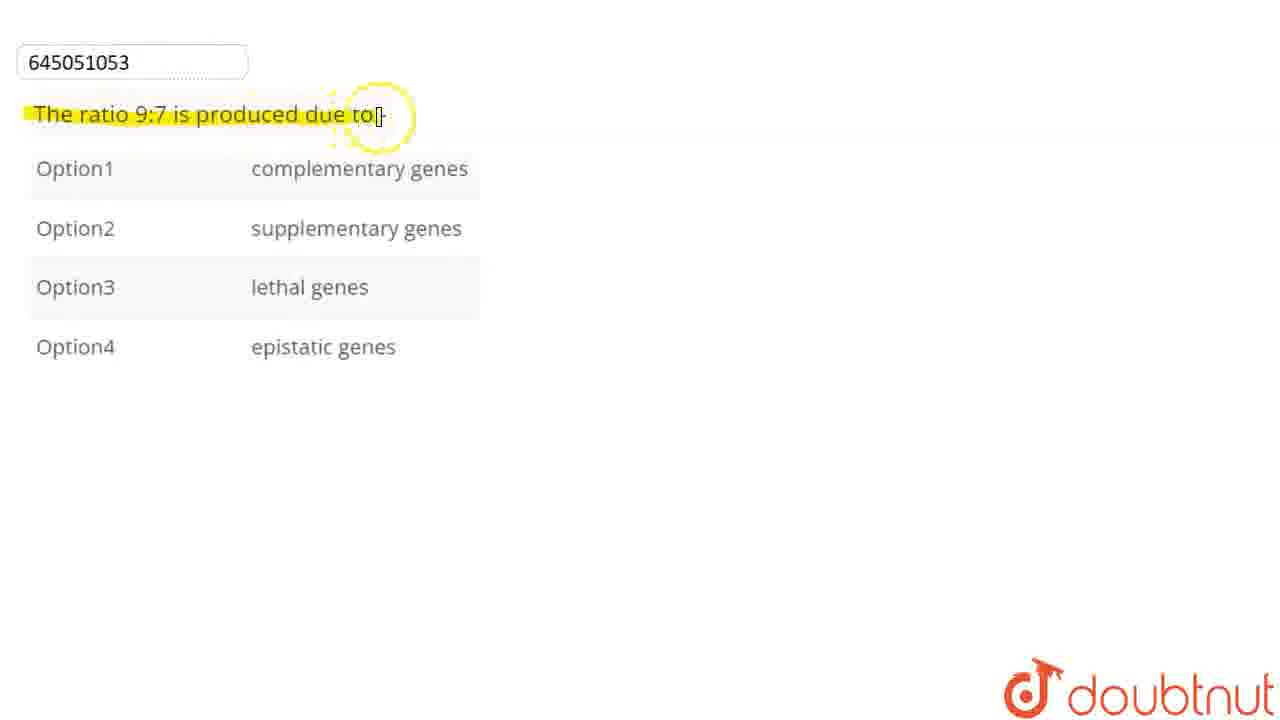 645051053
The ratio 9:7 is produced due to-
Option1 complementary genes
Option2 supplementary genes
Option3 lethal genes
Option4 epistatic genes
doubtnut